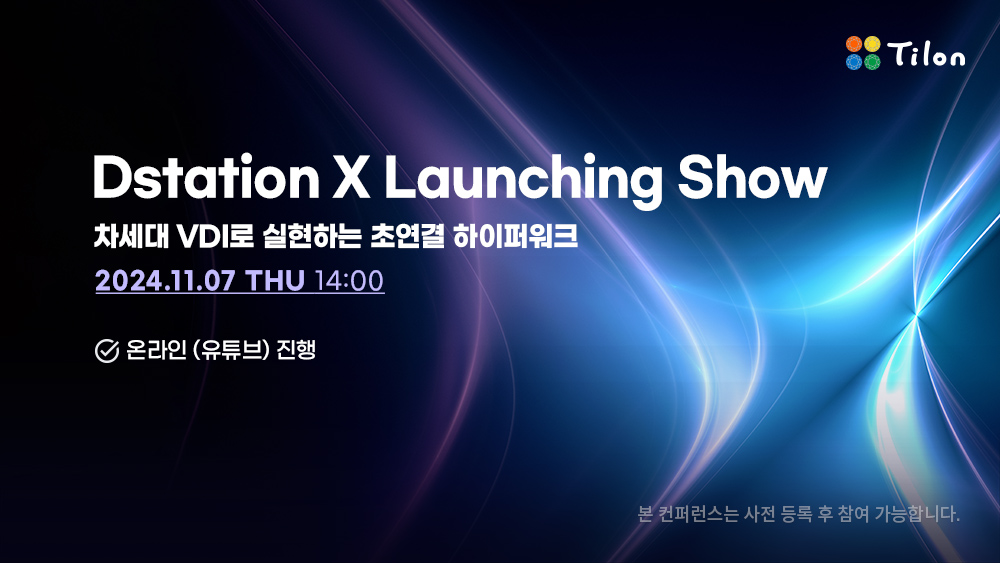 Tilon
Dstation X Launching Show
차세대 VDI로 실현하는 초연결 하이퍼워크
2024.11.07 THU 14:00
온라인 (유튜브) 진행
본 컨퍼런스는 사전 등록 후 참여 가능합니다.